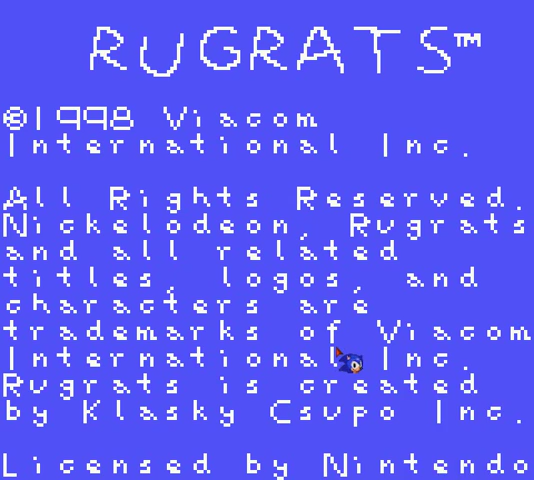 RUGRATS™
©1998 Viacom
International Inc.
All Rights Reserved.
Nickelodeon, Rugrats
and all related
titles, logos, and
characters are
trademarks of Viacom
International Inc.
Rugrats is created
by Klasky Csupo Inc.
Licensed by Nintendo